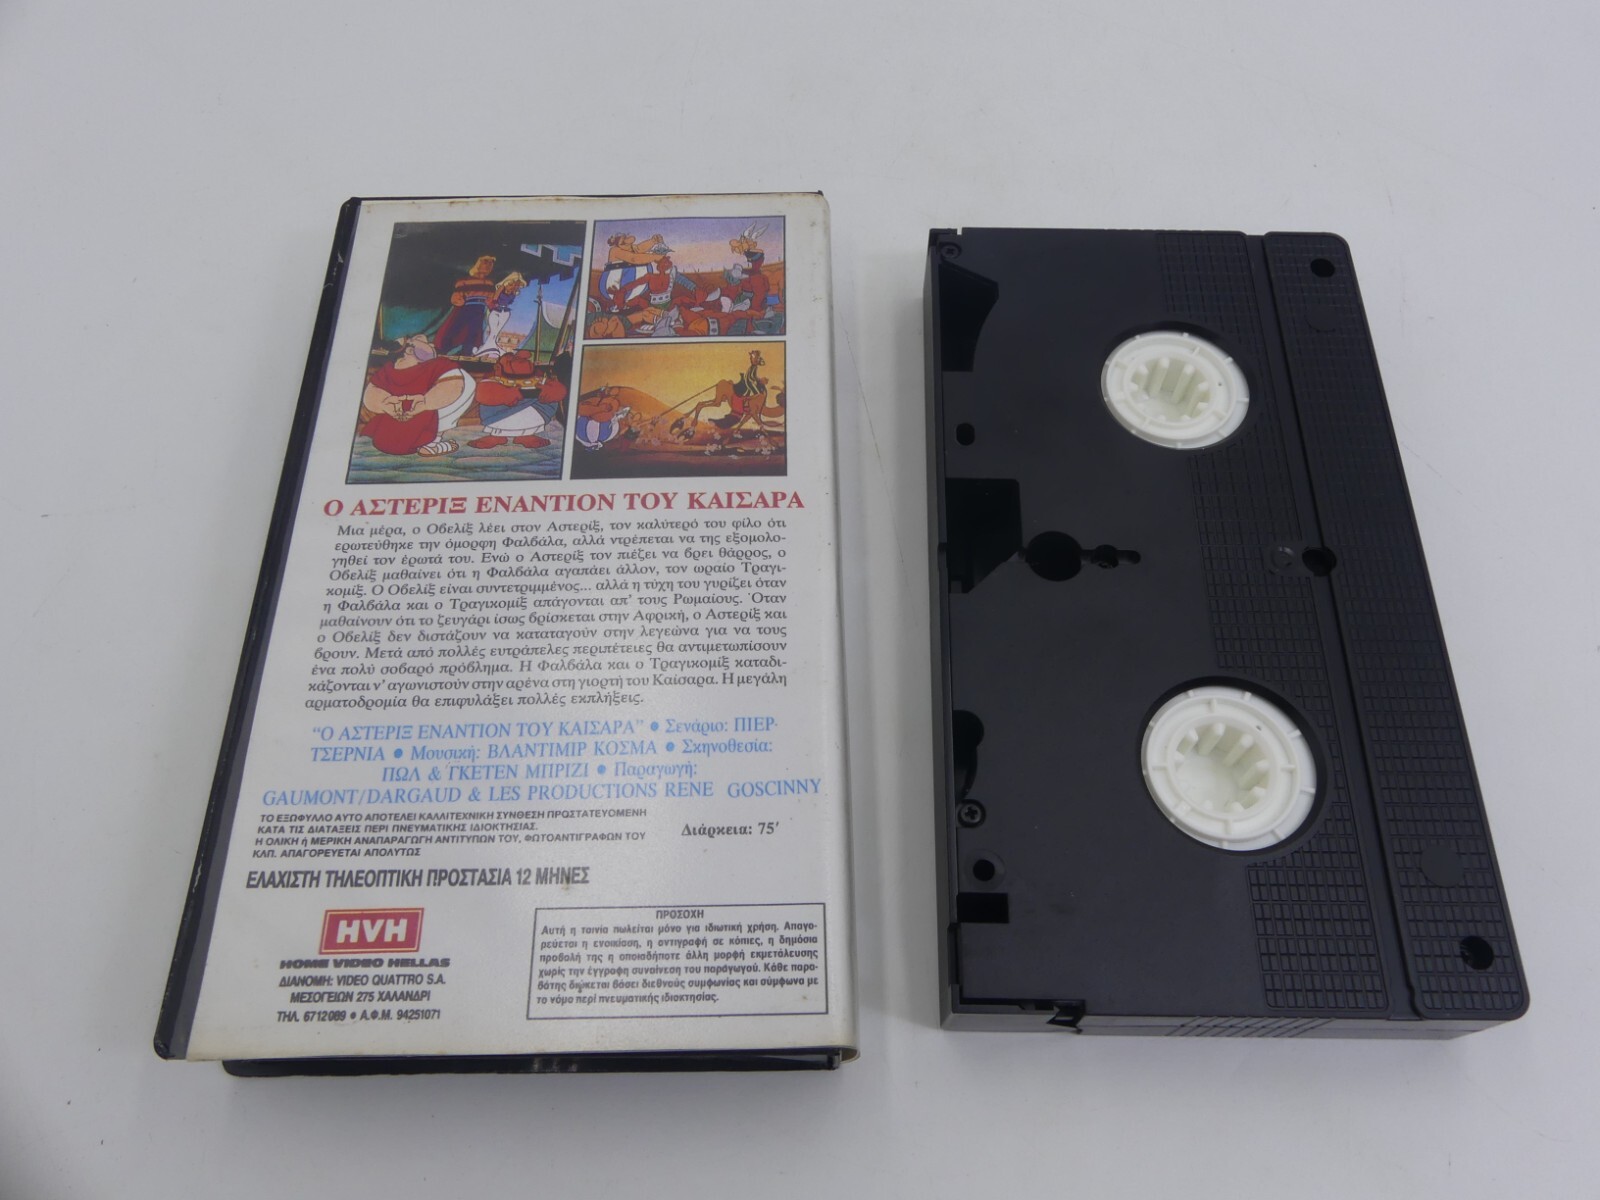 Ο ΑΣΤΕΡΙΞ ΕΝΑΝΤΙΟΝ ΤΟΥ ΚΑΙΣΑΡΑ
Μια μέρα, ο Οβελίξ λέει στον Αστερίξ, τον καλύτερό του φίλο ότι
ερωτεύθηκε την όμορφη Φαλβάλα, αλλά ντρέπεται να της εξομολο-
γηθεί τον έρωτά του. Ενώ ο Αστερίξ τον πιέζει να βρει θάρρος, ο
Οβελίξ μαθαίνει ότι η Φαλβάλα αγαπάει άλλον, τον ωραίο Τραγι-
κομίξ. Ο Οβελίξ είναι συντετριμμένος... αλλά η τύχη του γυρίζει όταν
η Φαλβάλα και ο Τραγικομίξ απάγονται απ' τους Ρωμαίους. Όταν
μαθαίνουν ότι το ζευγάρι ίσως βρίσκεται στην Αφρική, ο Αστερίξ και
ο Οβελίξ δεν διστάζουν να καταταγούν στην λεγεώνα για να τους
βρουν. Μετά από πολλές ευτράπελες περιπέτειες θα αντιμετωπίσουν
ένα πολύ σοβαρό πρόβλημα. Η Φαλβάλα και ο Τραγικομίξ καταδι-
κάζονται ν' αγωνιστούν στην αρένα στη γιορτή του Καίσαρα. Η μεγάλη
αρματοδρομία θα επιφυλάξει πολλές εκπλήξεις.
"Ο ΑΣΤΕΡΙΞ ΕΝΑΝΤΙΟΝ ΤΟΥ ΚΑΙΣΑΡΑ" • Σενάριο: ΠΙΕΡ-
ΤΣΕΡΝΙΑ • Μουσική: ΒΛΑΝΤΙΜΙΡ ΚΟΣΜΑ • Σκηνοθεσία:
ΠΩΛ & ΓΚΕΤΕΝ ΜΠΡΙΖΙ • Παραγωγή:
GAUMONT/DARGAUD & LES PRODUCTIONS RENE GOSCINNY
ΤΟ ΕΞΩΦΥΛΛΟ ΑΥΤΟ ΑΠΟΤΕΛΕΙ ΚΑΛΛΙΤΕΧΝΙΚΗ ΣΥΝΘΕΣΗ ΠΡΟΣΤΑΤΕΥΟΜΕΝΗ
ΚΑΤΑ ΤΙΣ ΔΙΑΤΑΞΕΙΣ ΠΕΡΙ ΠΝΕΥΜΑΤΙΚΗΣ ΙΔΙΟΚΤΗΣΙΑΣ.
Η ΟΛΙΚΗ ή ΜΕΡΙΚΗ ΑΝΑΠΑΡΑΓΩΓΗ ΑΝΤΙΤΥΠΩΝ ΤΟΥ, ΦΩΤΟΑΝΤΙΓΡΑΦΩΝ ΤΟΥ
ΚΛΠ. ΑΠΑΓΟΡΕΥΕΤΑΙ ΑΠΟΛΥΤΩΣ
Διάρκεια: 75'
ΕΛΑΧΙΣΤΗ ΤΗΛΕΟΠΤΙΚΗ ΠΡΟΣΤΑΣΙΑ 12 ΜΗΝΕΣ
HVH
HOME VIDEO HELLAS
ΔΙΑΝΟΜΗ: VIDEO QUATTRO S.A.
ΜΕΣΟΓΕΙΩΝ 275 ΧΑΛΑΝΔΡΙ
ΤΗΛ. 6712089 • Α.Φ.Μ. 94251071
ΠΡΟΣΟΧΗ
Αυτή η ταινία πωλείται μόνο για ιδιωτική χρήση. Απαγο-
ρεύεται η ενοικίαση, η αντιγραφή σε κόπιες, η δημόσια
προβολή της η οποιαδήποτε άλλη μορφή εκμετάλευσης
χωρίς την έγγραφη συναίνεση του παραγωγού. Κάθε παρα-
βάτης διώκεται βάσει διεθνούς συμφωνίας και σύμφωνα με
το νόμο περί πνευματικής ιδιοκτησίας.